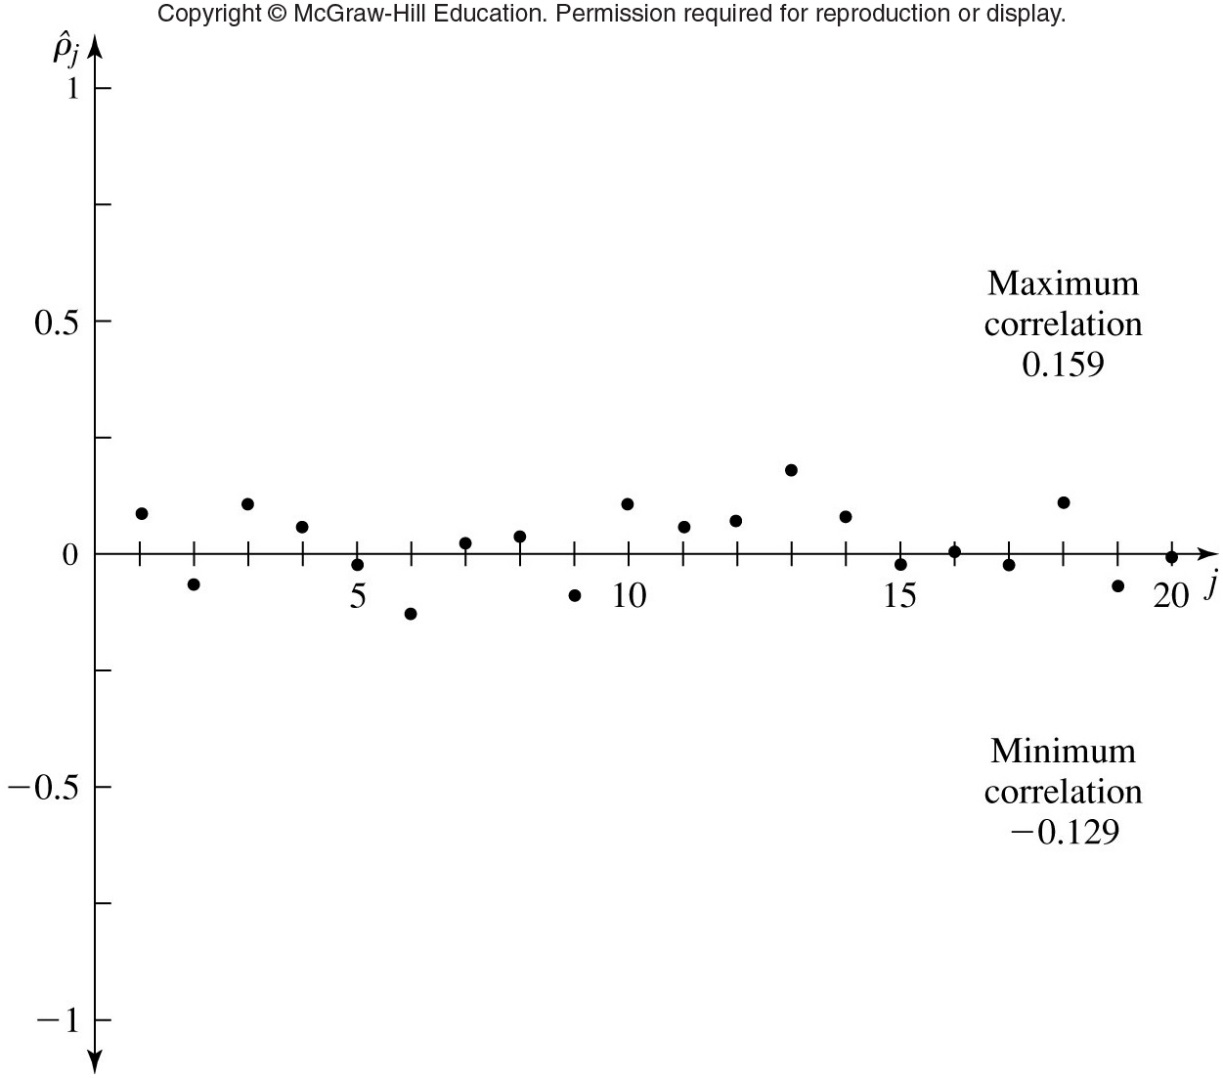 Copyright © McGraw-Hill Education. Permission required for reproduction or display.
ρ̂ⱼ
1
0.5
0
−0.5
−1
5
10
15
20
j
Maximum
correlation
0.159
Minimum
correlation
−0.129